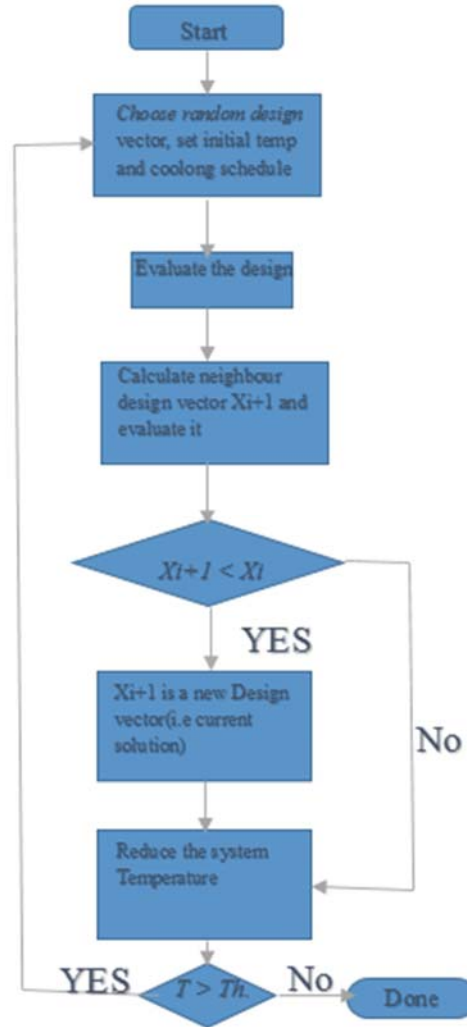 Start
Choose random design
vector, set initial temp
and coolong schedule
Evaluate the design
Calculate neighbour
design vector Xi+1 and
evaluate it
Xi+1 < Xi
YES
Xi+1 is a new Design
vector(i.e current
solution)
No
Reduce the system
Temperature
YES
T > Th.
No
Done